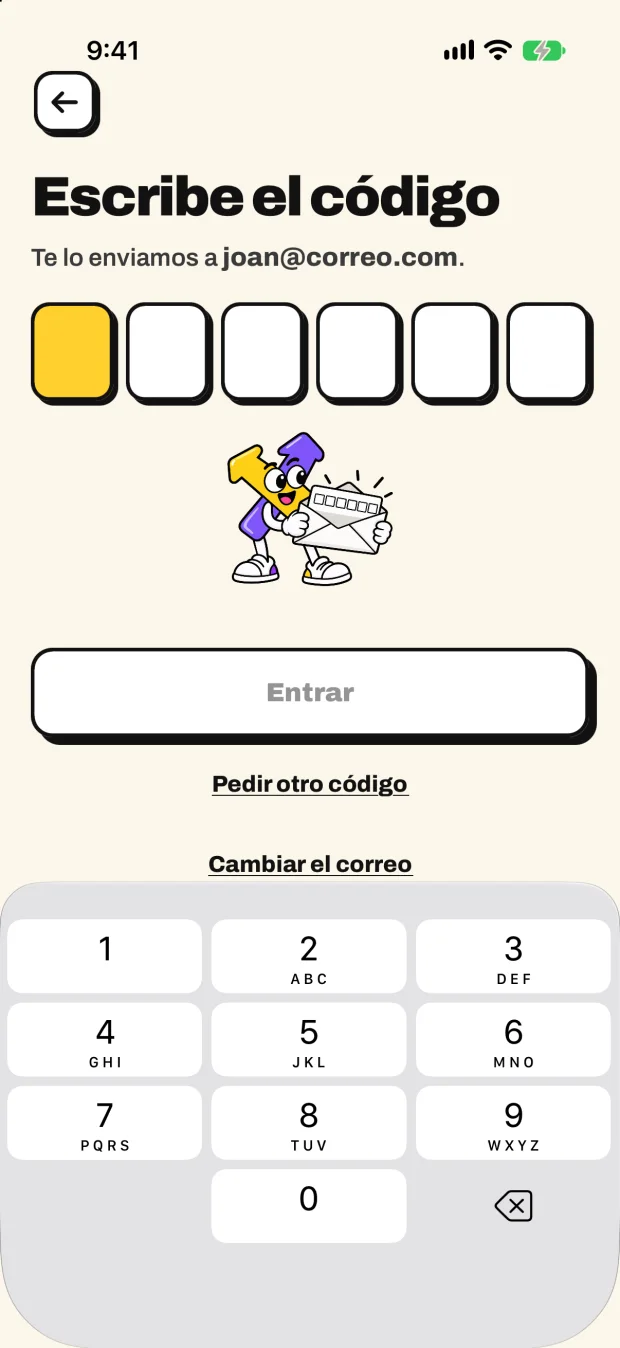 9:41
Escribe el código
Te lo enviamos a joan@correo.com.
Entrar
Pedir otro código
Cambiar el correo
1
2
3
ABC
DEF
4
5
6
GHI
JKL
MNO
7
8
9
PQRS
TUV
WXYZ
0